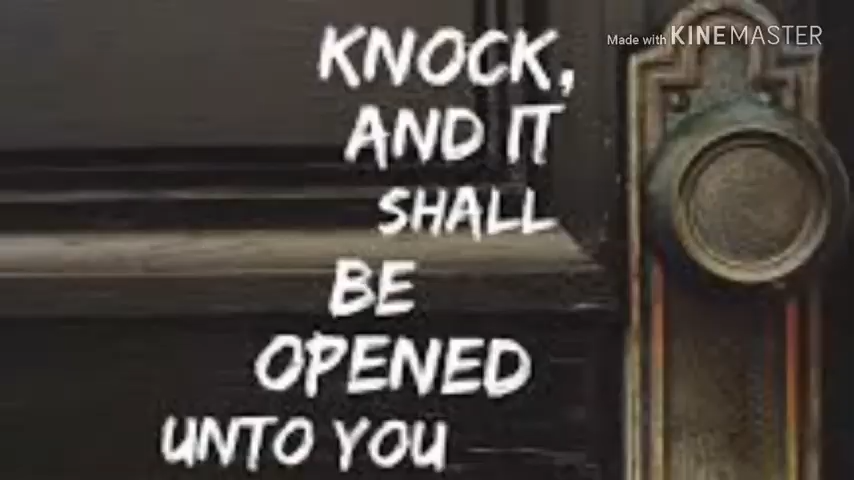 Made with KINEMASTER
KNOCK,
AND IT
SHALL
BE
OPENED
UNTO YOU